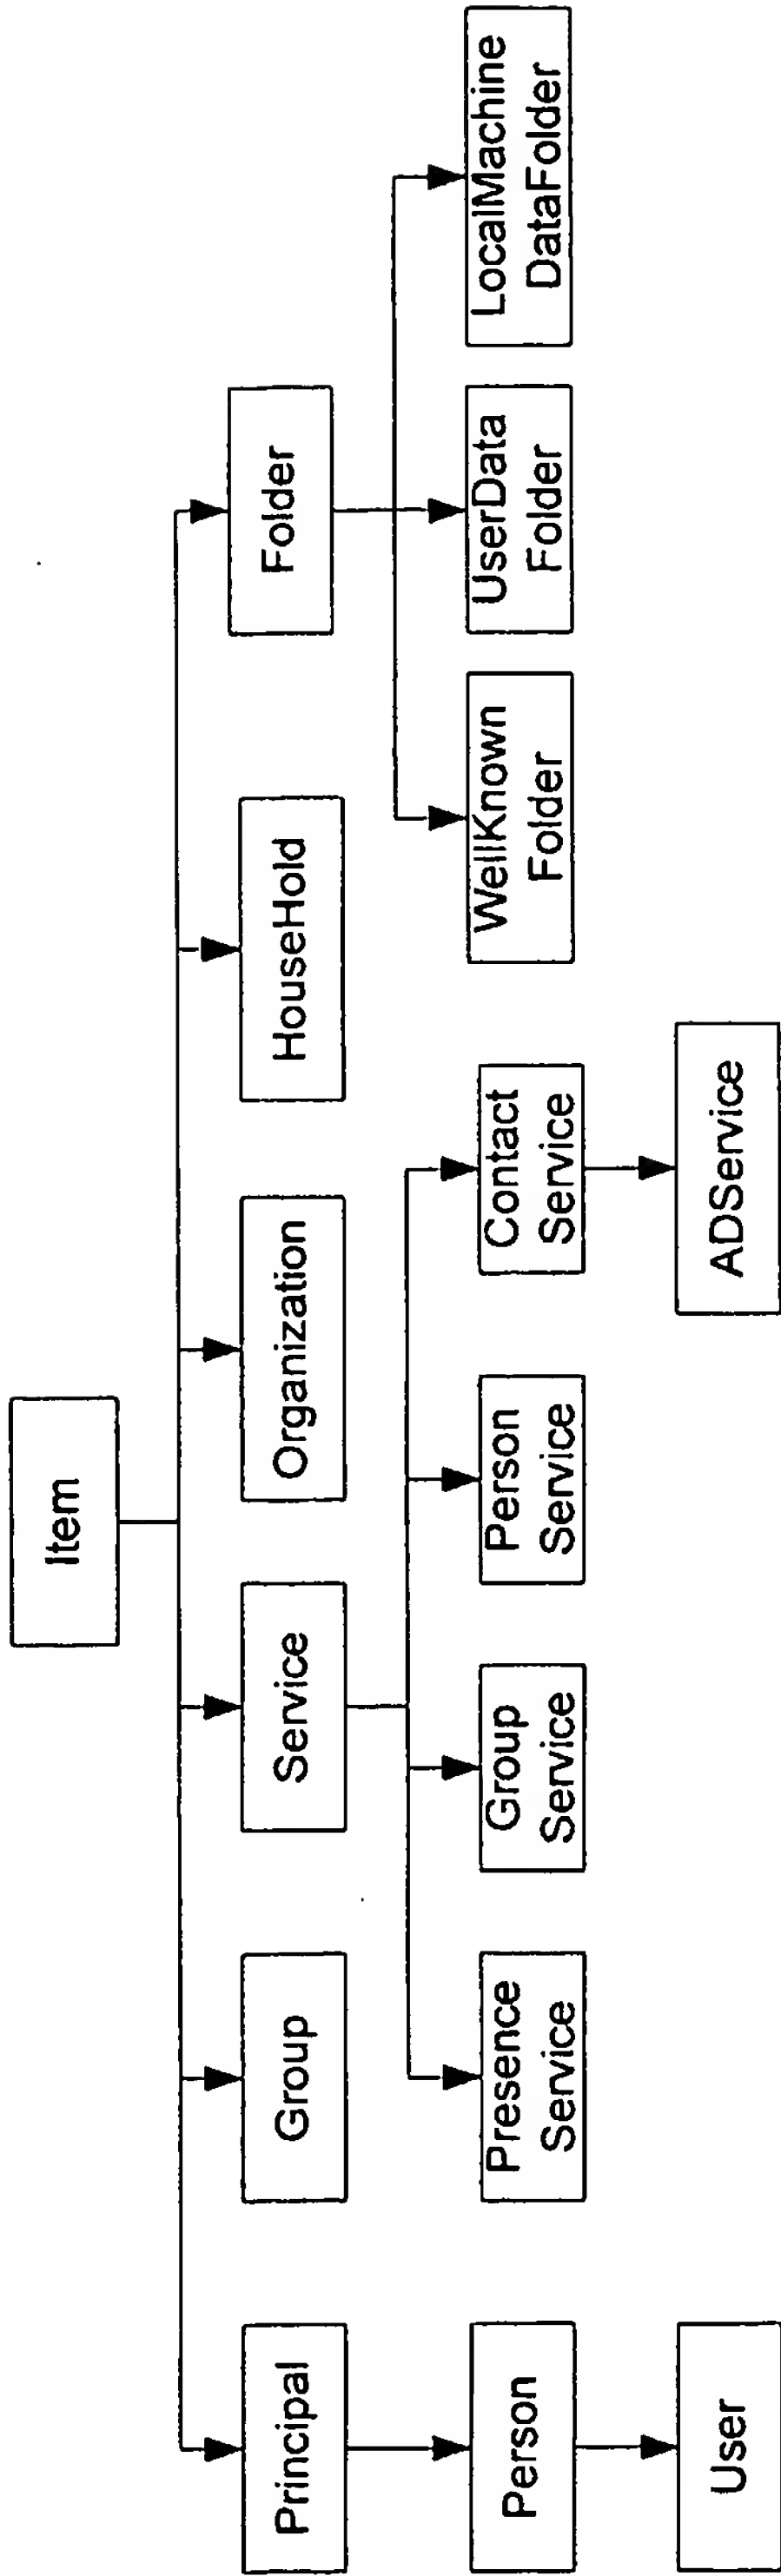 Item
Principal
Group
Service
Organization
HouseHold
Folder
Person
Presence
Service
Group
Service
Person
Service
Contact
Service
WellKnown
Folder
UserData
Folder
LocalMachine
DataFolder
User
ADService